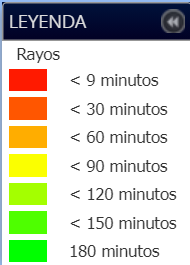 LEYENDA
Rayos
< 9 minutos
< 30 minutos
< 60 minutos
< 90 minutos
< 120 minutos
< 150 minutos
180 minutos